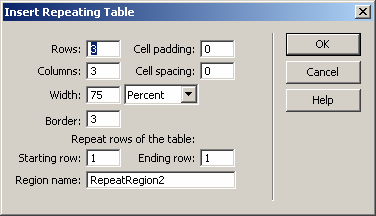 Insert Repeating Table
Rows: 3 Cell padding: 0 OK
Columns: 3 Cell spacing: 0 Cancel
Width: 75 Percent Help
Border: 3
Repeat rows of the table:
Starting row: 1 Ending row: 1
Region name: RepeatRegion2